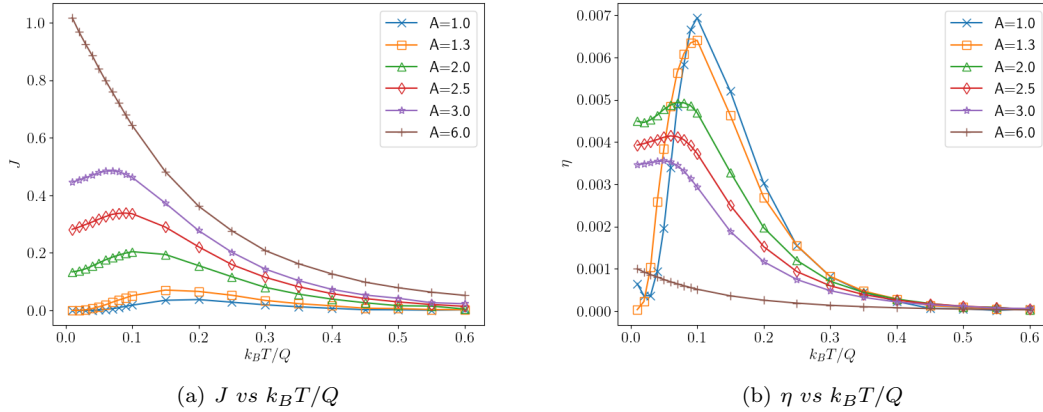 A=1.0
A=1.3
A=2.0
A=2.5
A=3.0
A=6.0
1.0
0.8
0.6
0.4
0.2
0.0
J
0.0 0.1 0.2 0.3 0.4 0.5 0.6
k_BT/Q
(a) J vs k_BT/Q
A=1.0
A=1.3
A=2.0
A=2.5
A=3.0
A=6.0
0.007
0.006
0.005
0.004
0.003
0.002
0.001
0.000
η
0.0 0.1 0.2 0.3 0.4 0.5 0.6
k_BT/Q
(b) η vs k_BT/Q